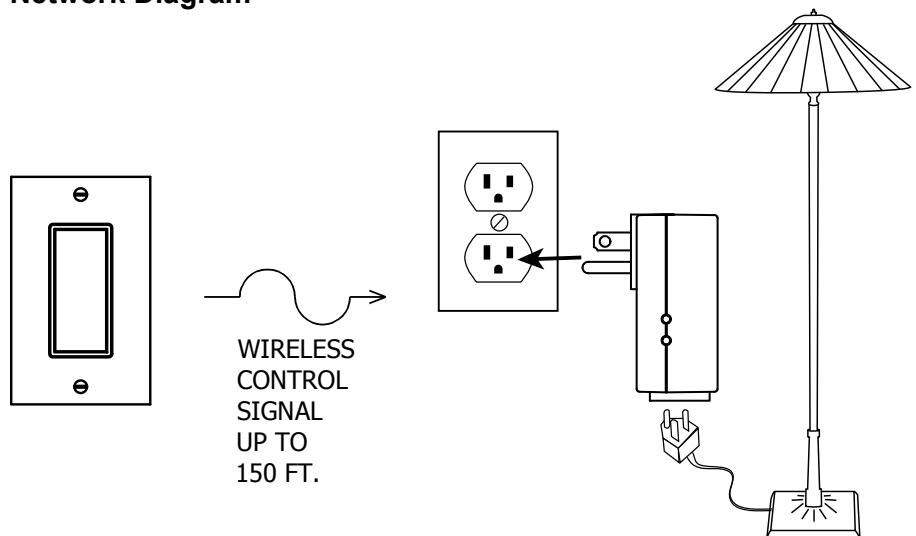 Network Diagram
WIRELESS
CONTROL
SIGNAL
UP TO
150 FT.